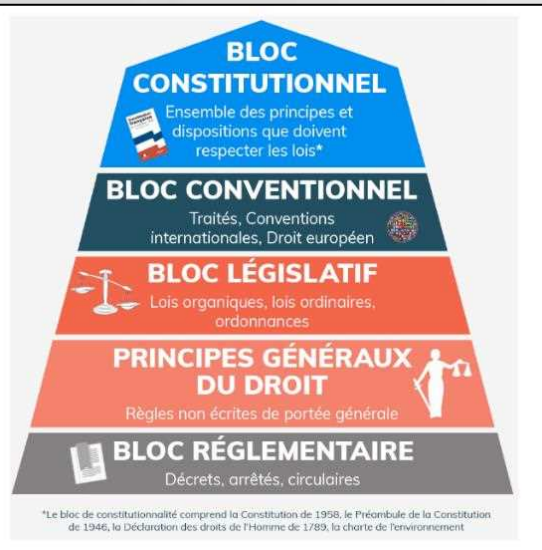 BLOC
CONSTITUTIONNEL
Ensemble des principes et
dispositions que doivent
respecter les lois*
BLOC CONVENTIONNEL
Traités, Conventions
internationales, Droit européen
BLOC LÉGISLATIF
Lois organiques, lois ordinaires,
ordonnances
PRINCIPES GÉNÉRAUX
DU DROIT
Règles non écrites de portée générale
BLOC RÉGLEMENTAIRE
Décrets, arrêtés, circulaires
*Le bloc de constitutionnalité comprend la Constitution de 1958, le Préambule de la Constitution
de 1946, la Déclaration des droits de l'Homme de 1789, la charte de l'environnement